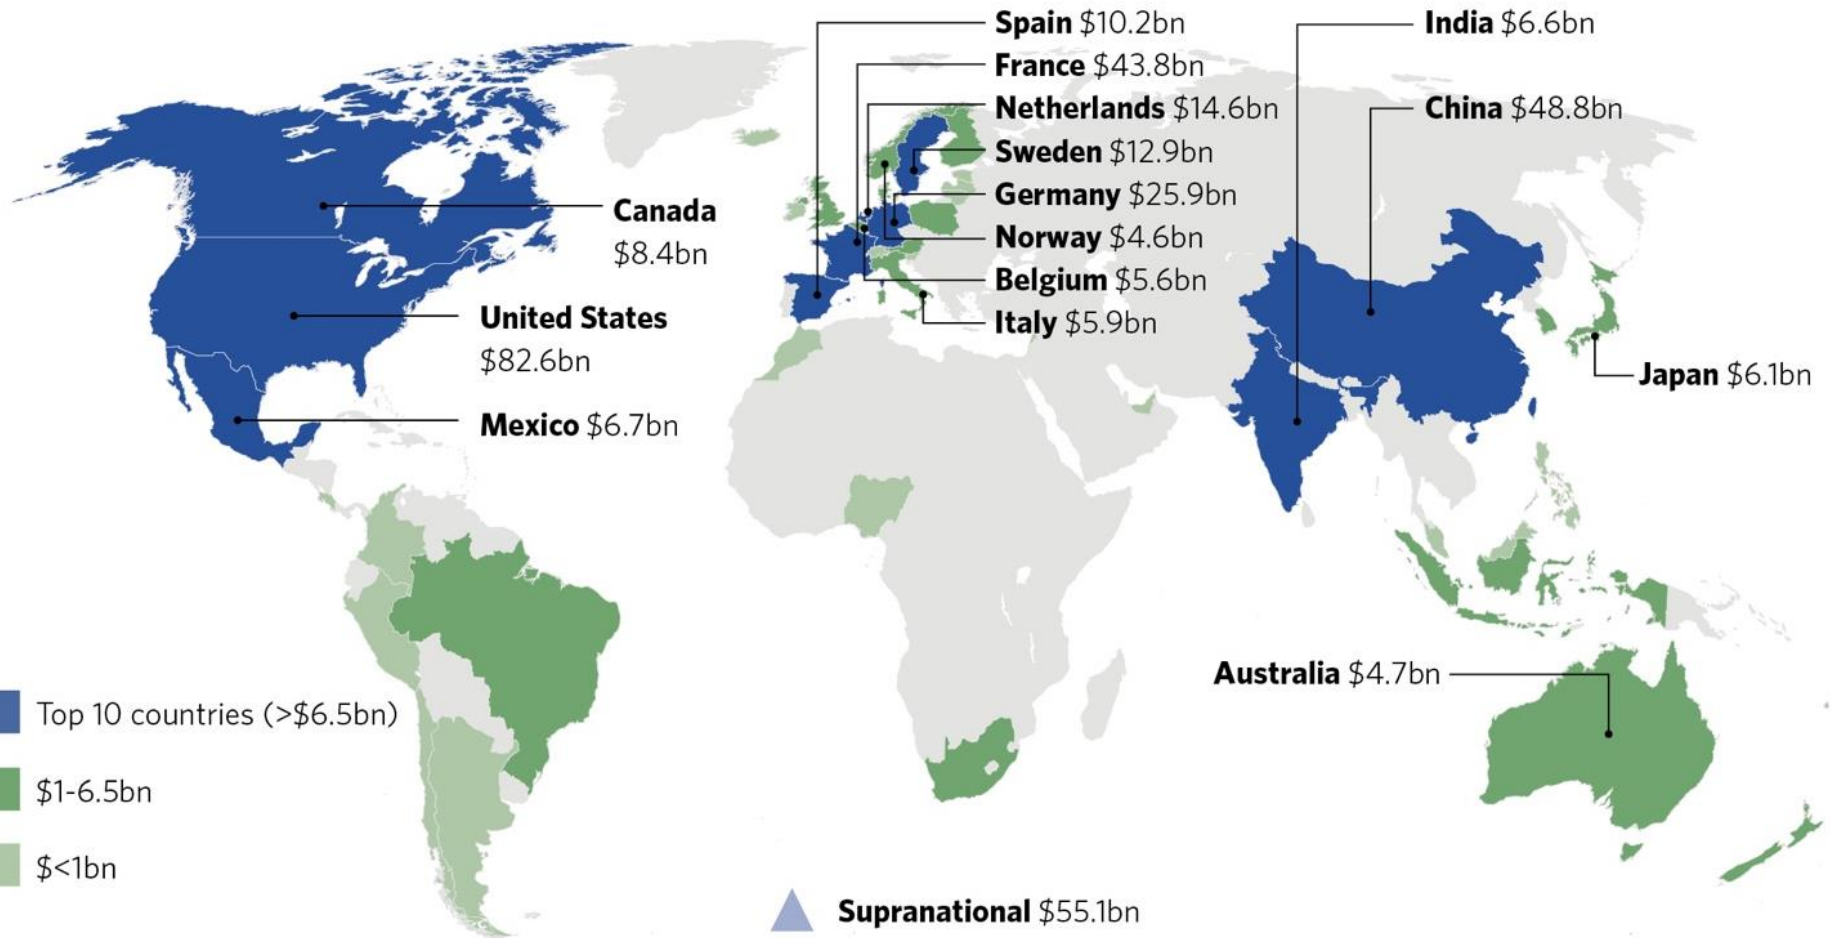 Spain $10.2bn
France $43.8bn
Netherlands $14.6bn
Sweden $12.9bn
Germany $25.9bn
Norway $4.6bn
Belgium $5.6bn
Italy $5.9bn
India $6.6bn
China $48.8bn
Canada
$8.4bn
United States
$82.6bn
Mexico $6.7bn
Japan $6.1bn
Australia $4.7bn
Top 10 countries (>$6.5bn)
$1-6.5bn
$<1bn
Supranational $55.1bn